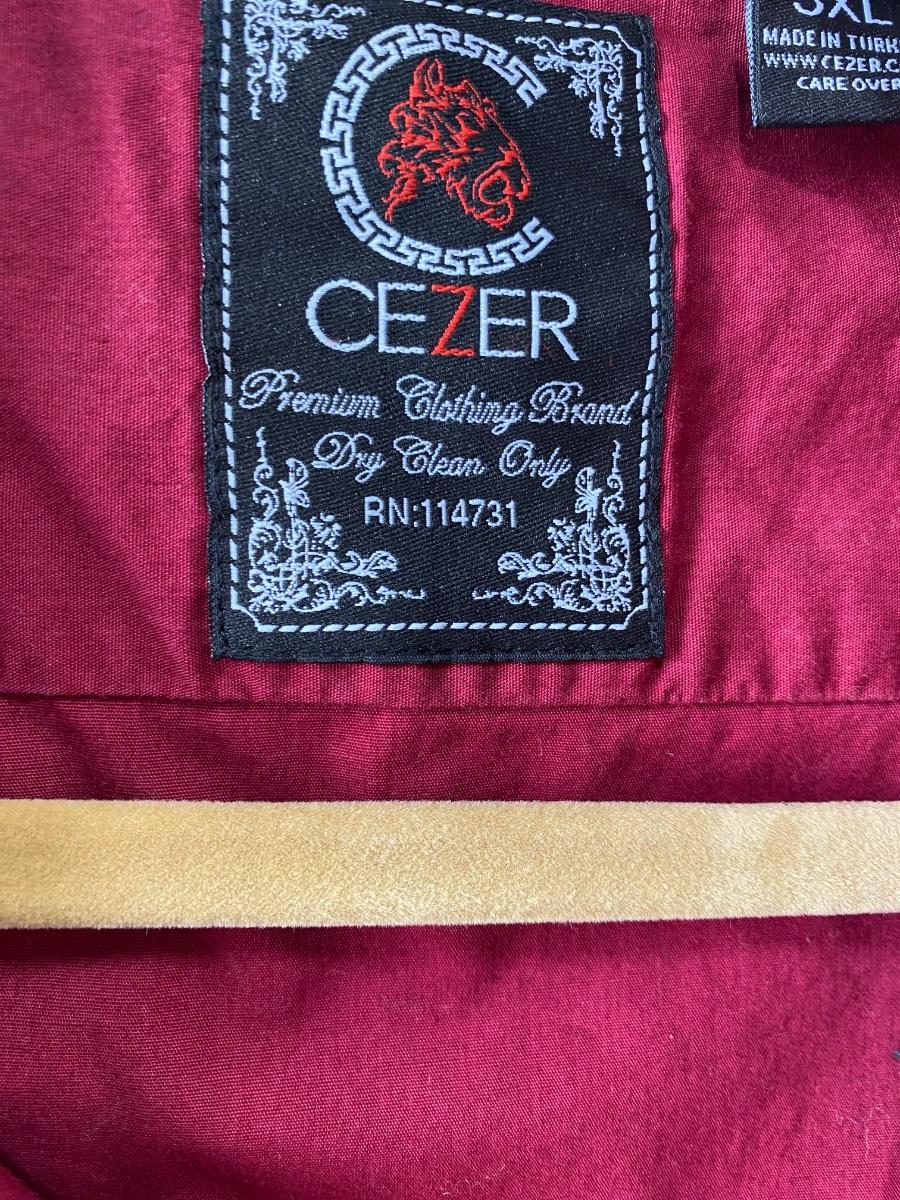 CEZER
Premium Clothing Brand
Dry Clean Only
RN:114731
3XL
MADE IN TURK
WWW.CEZER.C
CARE OVER